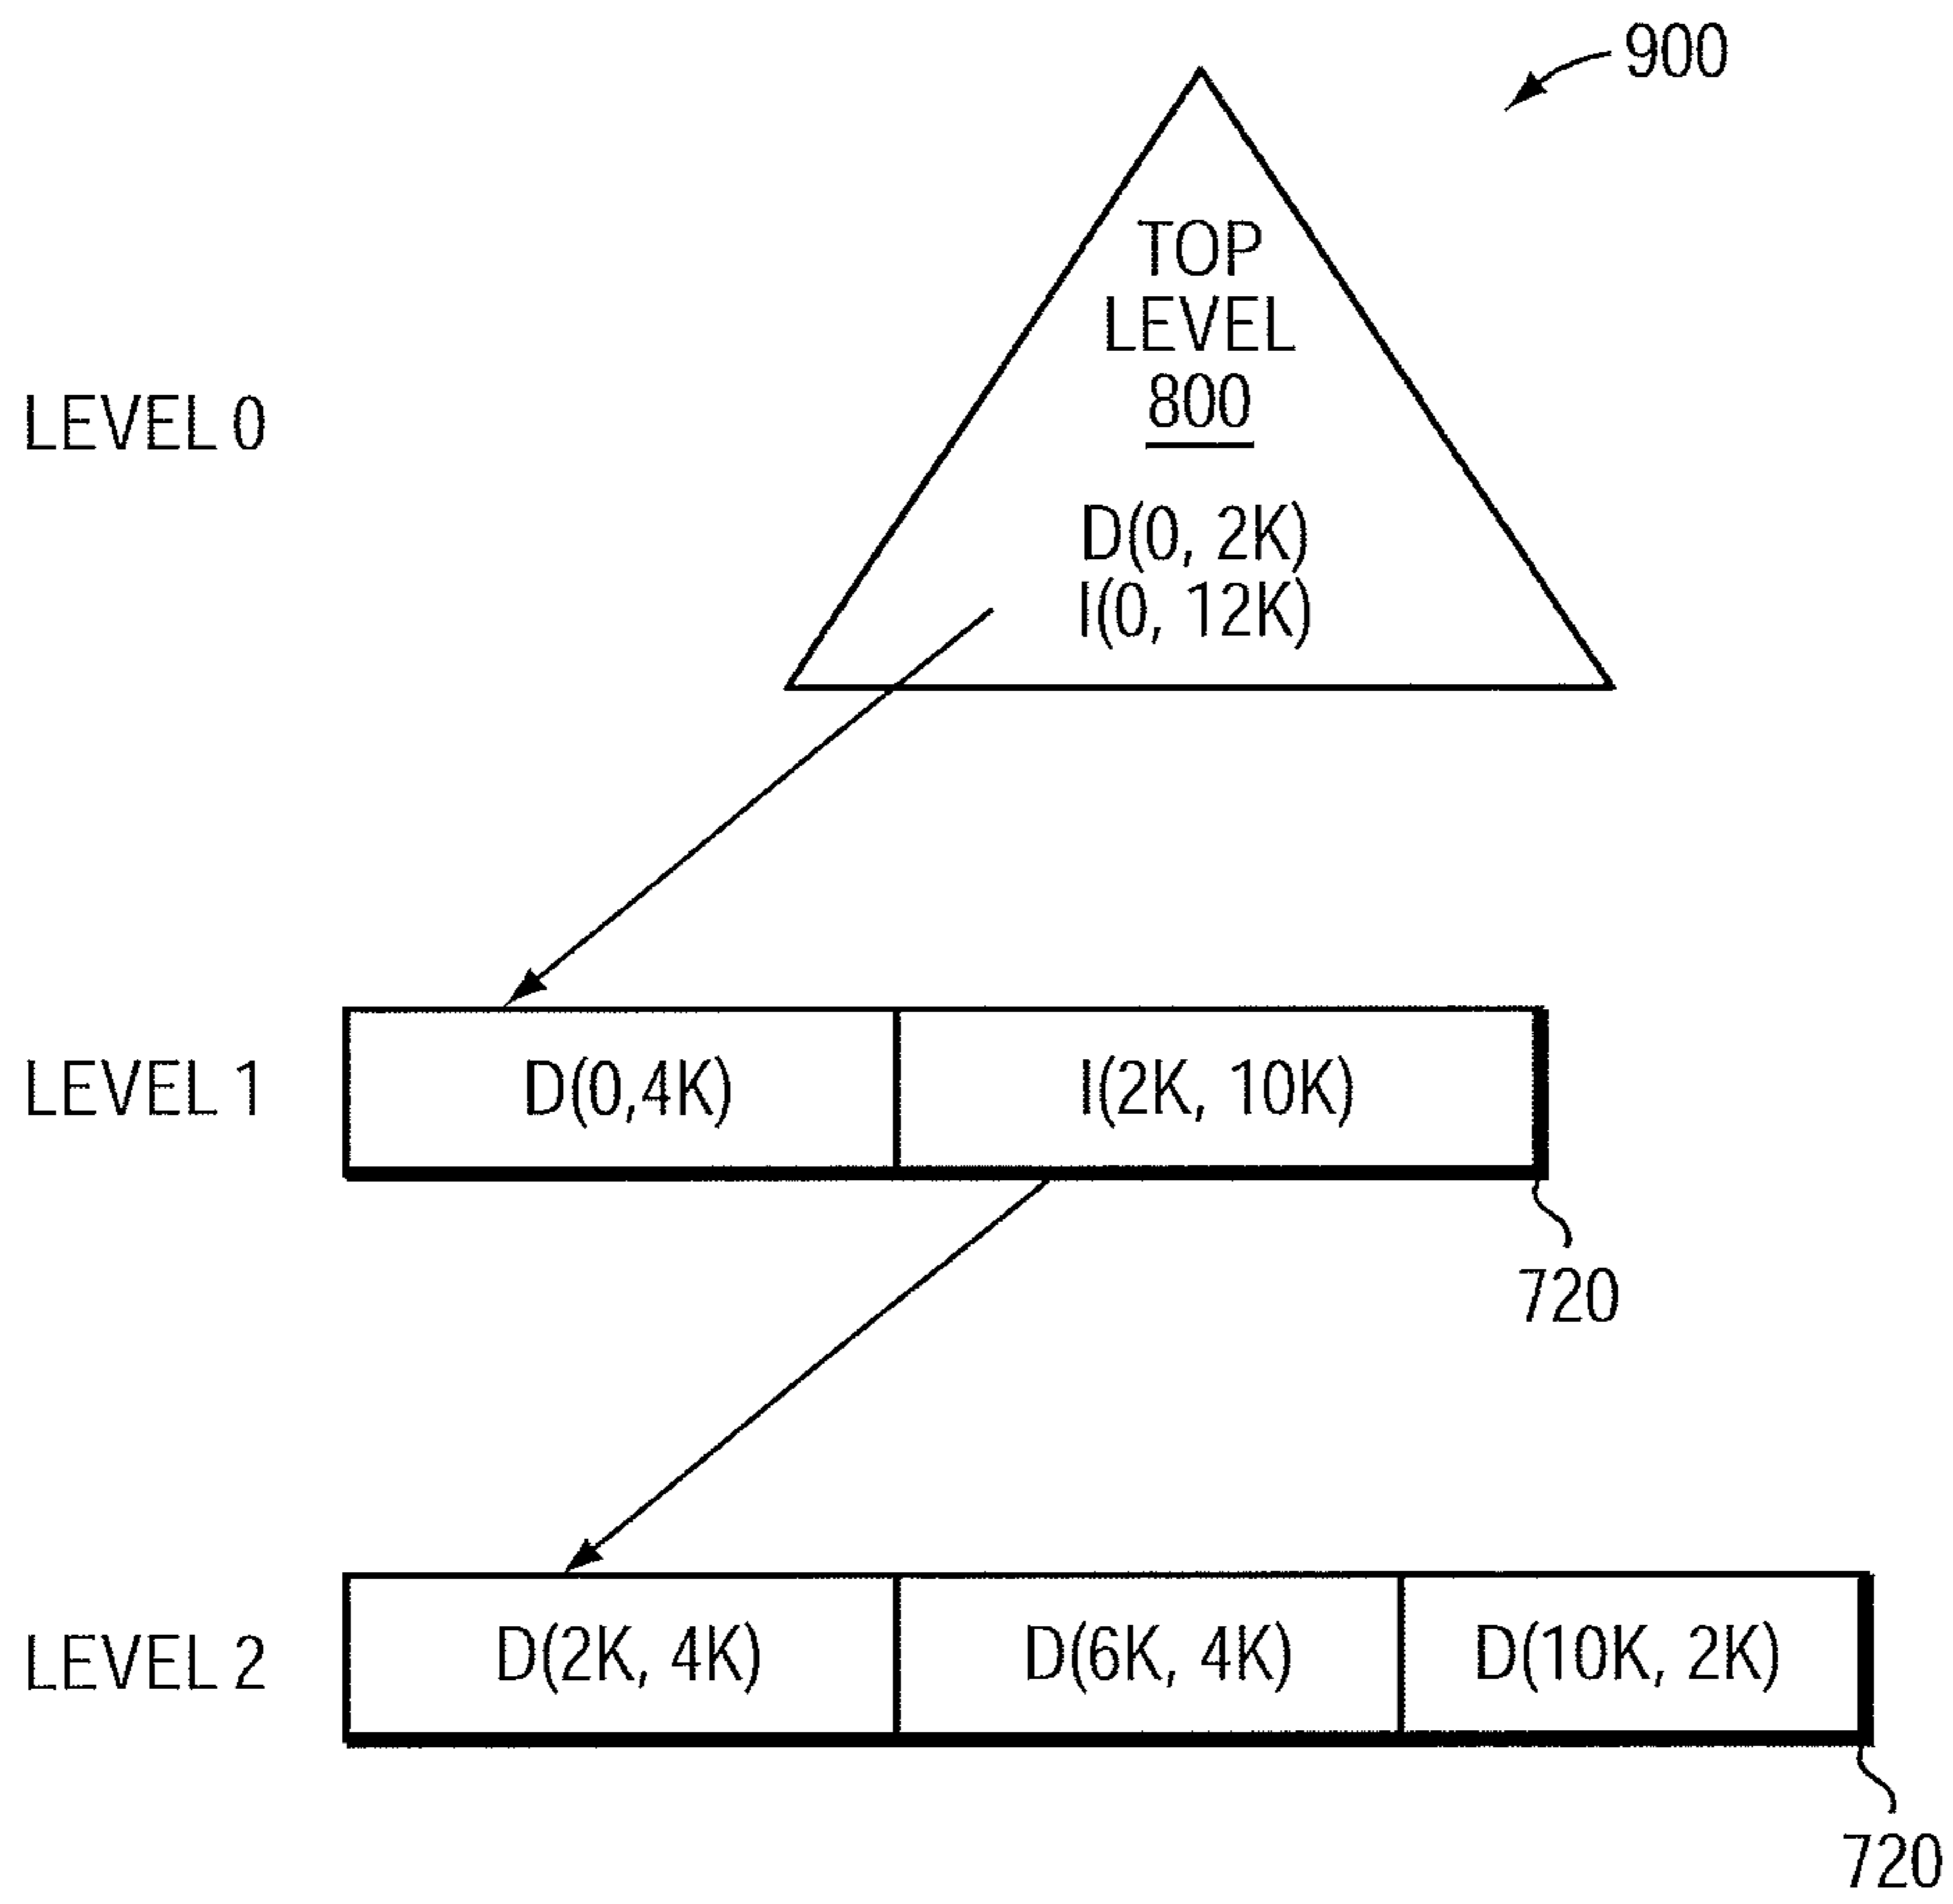 900
TOP
LEVEL
800
LEVEL 0
D(0, 2K)
I(0, 12K)
LEVEL 1
D(0,4K)
I(2K, 10K)
720
LEVEL 2
D(2K, 4K)
D(6K, 4K)
D(10K, 2K)
720